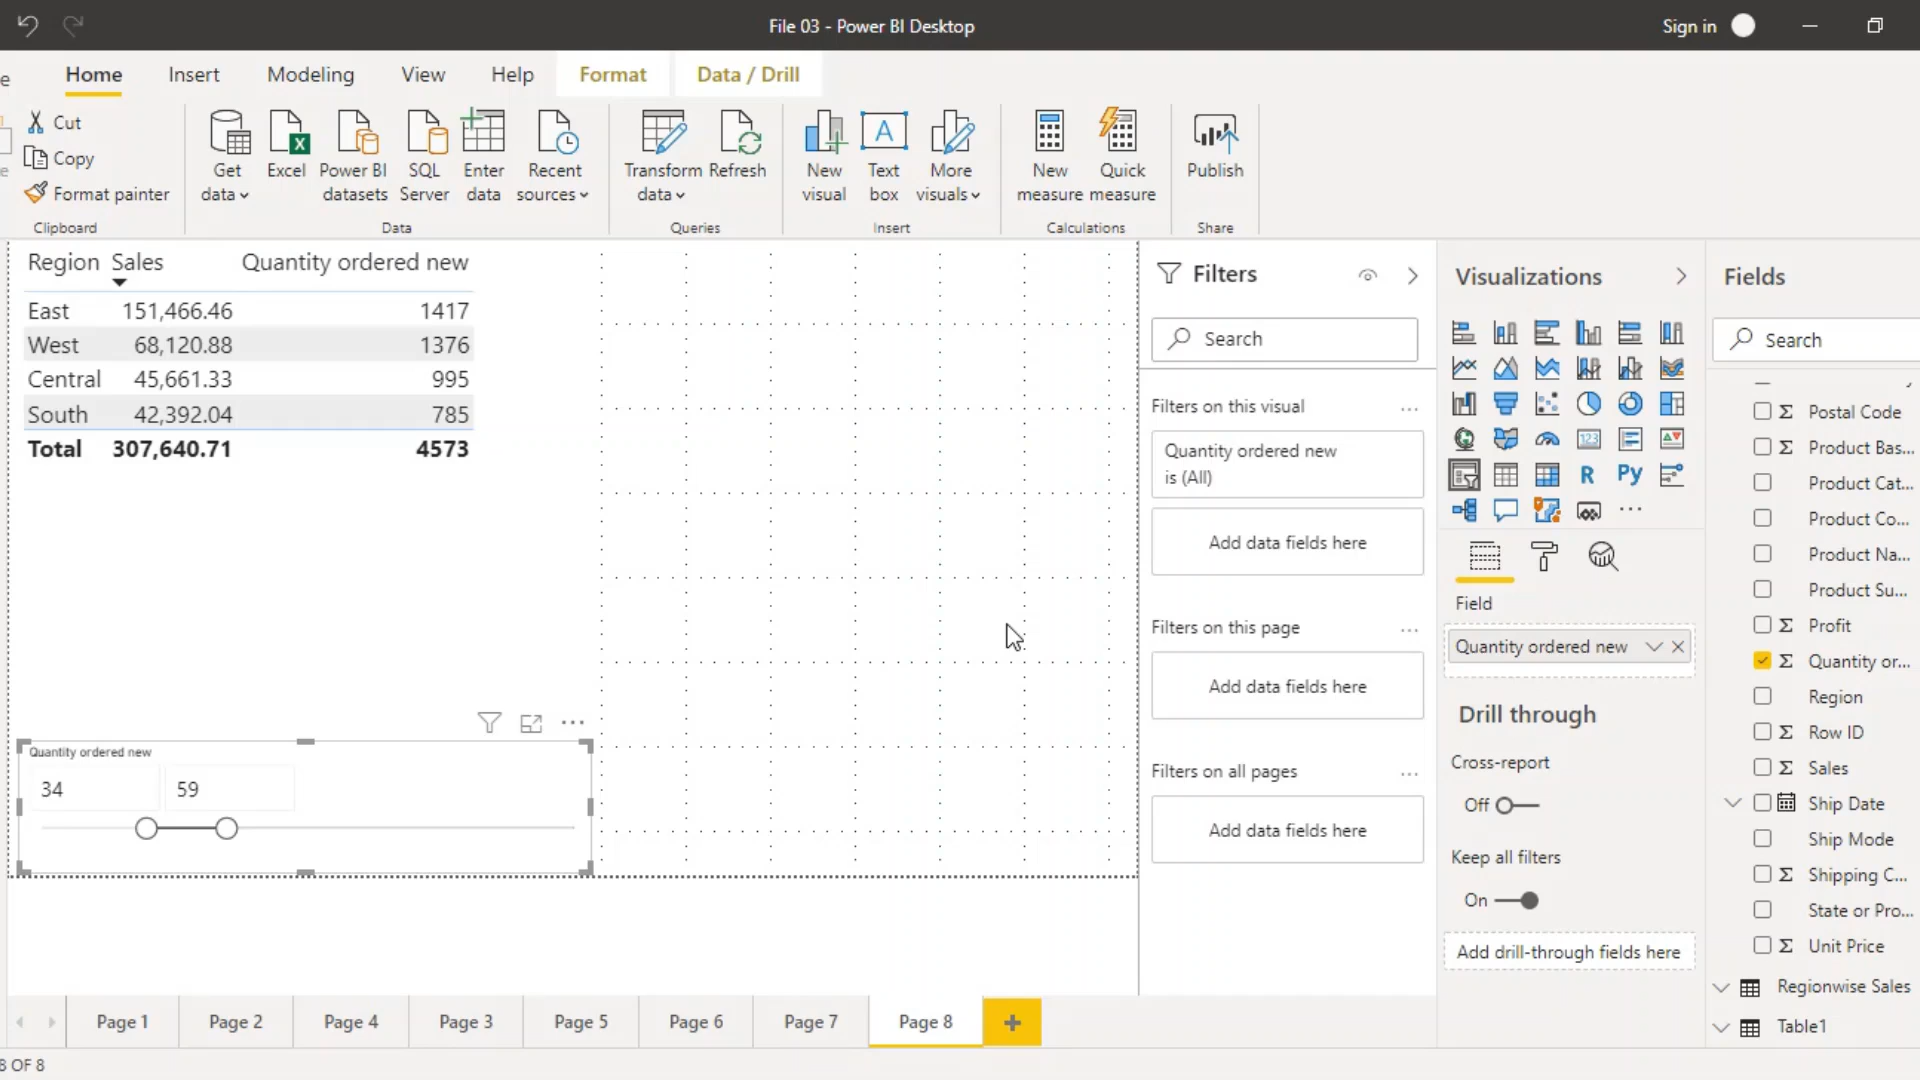 File 03 - Power BI Desktop
Sign in
e
Home
Insert
Modeling
View
Help
Format
Data / Drill
Cut
Copy
Format painter
Clipboard
Get data
Excel
Power BI datasets
SQL Server
Enter data
Recent sources
Data
Transform data
Refresh
Queries
New visual
Text box
More visuals
Insert
New measure
Quick measure
Calculations
Publish
Share
Region Sales Quantity ordered new
East 151,466.46 1417
West 68,120.88 1376
Central 45,661.33 995
South 42,392.04 785
Total 307,640.71 4573
Quantity ordered new
34 59
Filters
Search
Filters on this visual
Quantity ordered new
is (All)
Add data fields here
Filters on this page
Add data fields here
Filters on all pages
Add data fields here
Visualizations
123
R
Py
Field
Quantity ordered new
Drill through
Cross-report
Off
Keep all filters
On
Add drill-through fields here
Fields
Search
Postal Code
Product Bas...
Product Cat...
Product Co...
Product Na...
Product Su...
Profit
Quantity or...
Region
Row ID
Sales
Ship Date
Ship Mode
Shipping C...
State or Pro...
Unit Price
Regionwise Sales
Table1
Page 1
Page 2
Page 4
Page 3
Page 5
Page 6
Page 7
Page 8
8 OF 8